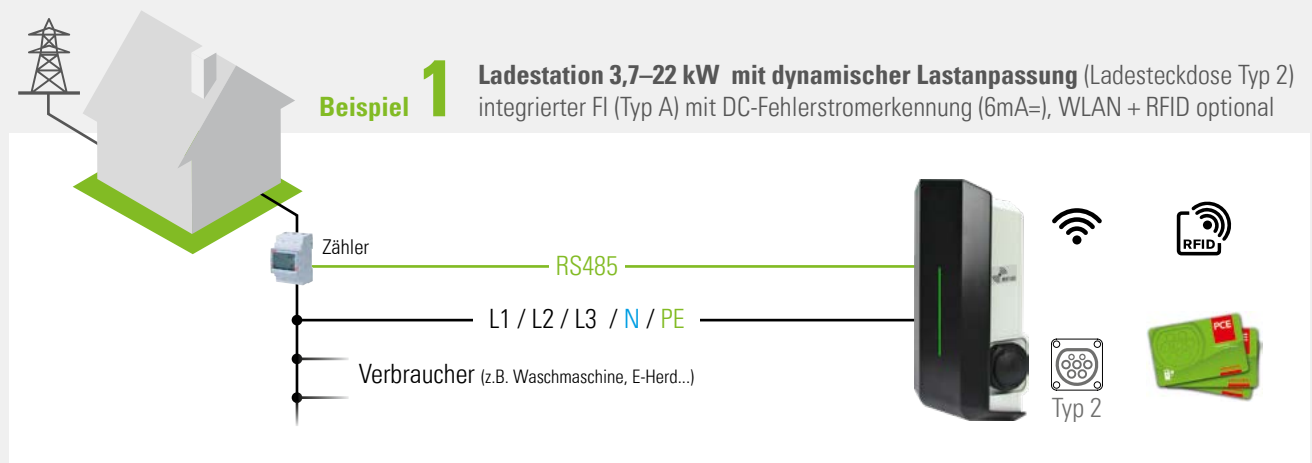 Beispiel 1
Ladestation 3,7–22 kW mit dynamischer Lastanpassung (Ladesteckdose Typ 2)
integrierter FI (Typ A) mit DC-Fehlerstromerkennung (6mA=), WLAN + RFID optional
Zähler
RS485
RFID
L1 / L2 / L3 / N / PE
PCE
Verbraucher (z.B. Waschmaschine, E-Herd...)
Typ 2